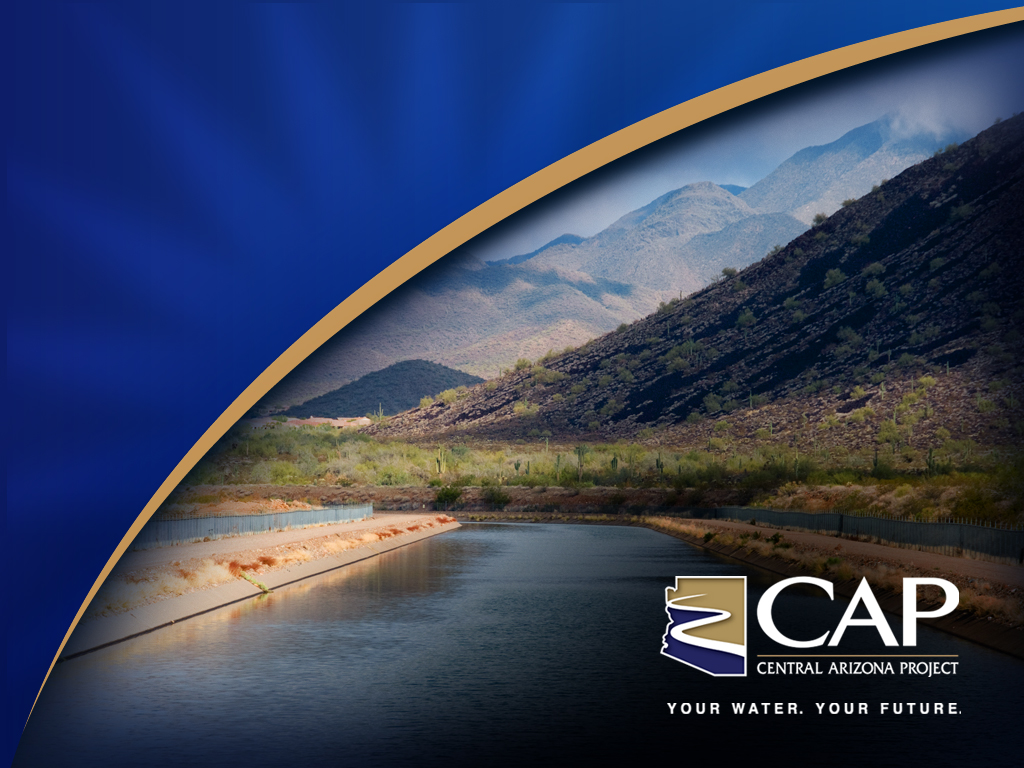 CAP
CENTRAL ARIZONA PROJECT
YOUR WATER. YOUR FUTURE.